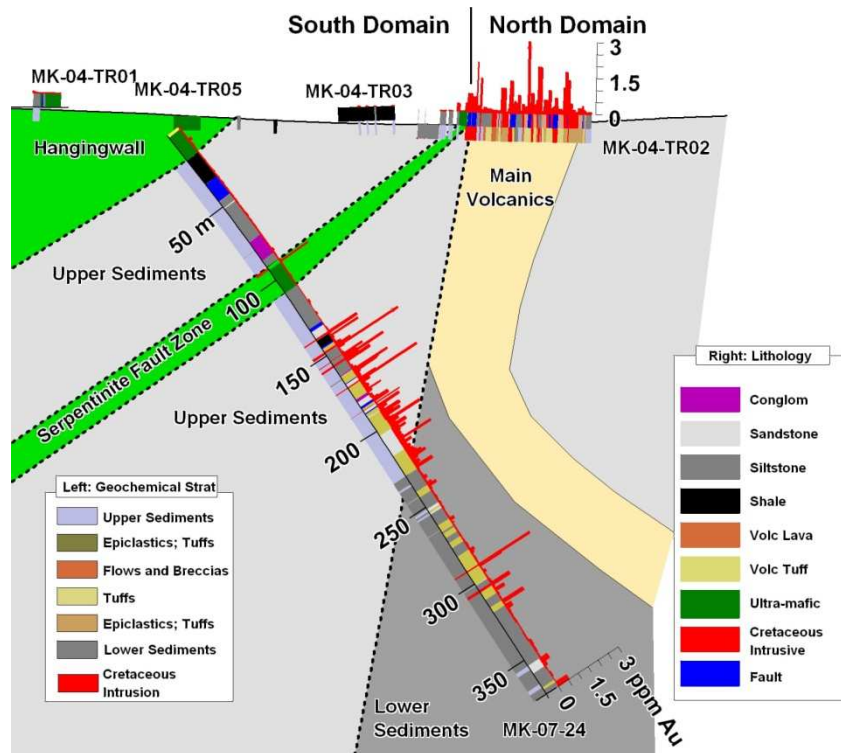 South Domain
North Domain
MK-04-TR01
MK-04-TR05
MK-04-TR03
3
1.5
0
MK-04-TR02
Hangingwall
Main
Volcanics
50 m
Upper Sediments
100
Serpentinite Fault Zone
150
Upper Sediments
200
250
300
350
0
1.5
3 ppm Au
MK-07-24
Lower
Sediments
Left: Geochemical Strat
Upper Sediments
Epiclastics; Tuffs
Flows and Breccias
Tuffs
Epiclastics; Tuffs
Lower Sediments
Cretaceous
Intrusion
Right: Lithology
Conglom
Sandstone
Siltstone
Shale
Volc Lava
Volc Tuff
Ultra-mafic
Cretaceous
Intrusive
Fault